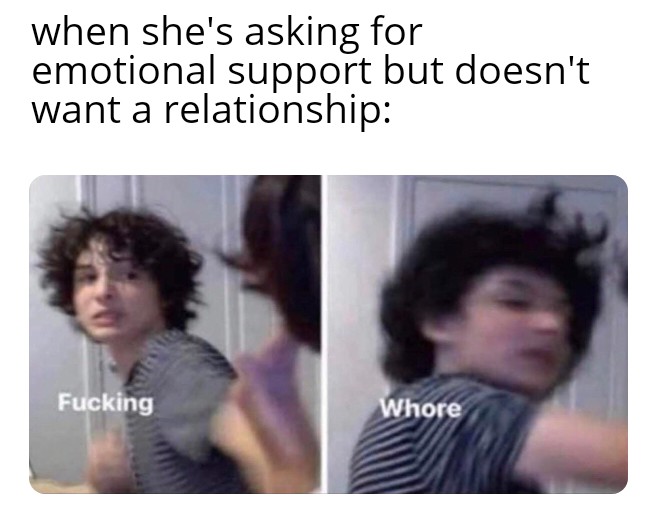 when she's asking for
emotional support but doesn't
want a relationship:
Fucking
Whore